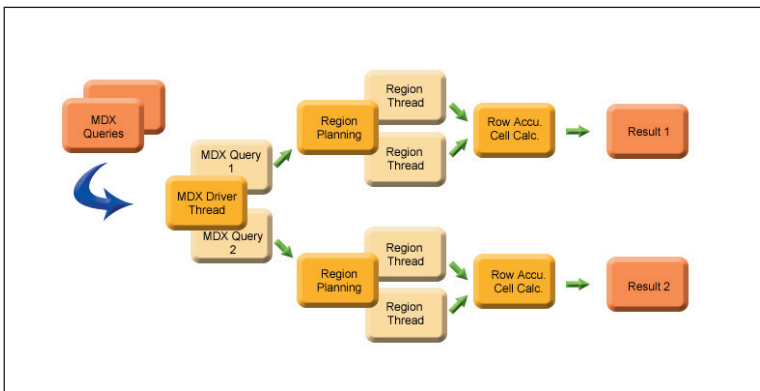 MDX
Queries
MDX Query
1
MDX Driver
Thread
MDX Query
2
Region
Planning
Region
Thread
Region
Thread
Row Accu.
Cell Calc.
Result 1
Region
Planning
Region
Thread
Region
Thread
Row Accu.
Cell Calc.
Result 2